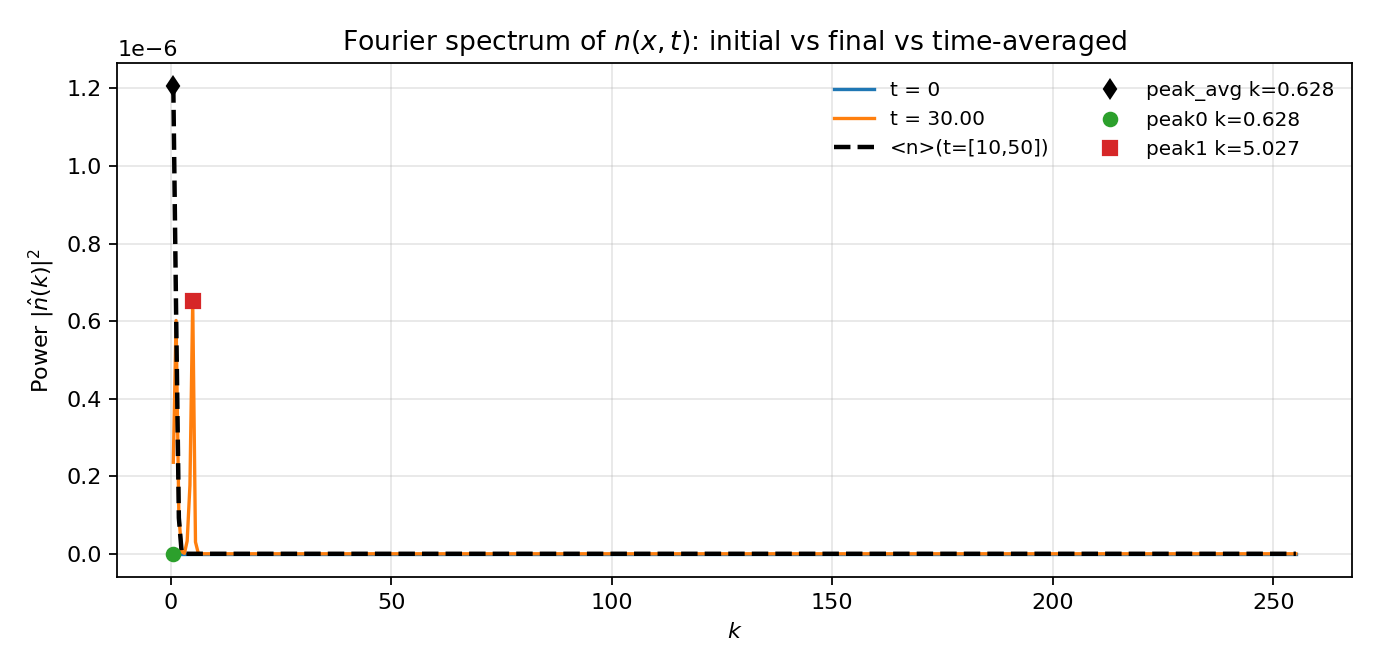 Fourier spectrum of n(x, t): initial vs final vs time-averaged
1e−6
1.2
1.0
0.8
0.6
0.4
0.2
0.0
Power |n̂(k)|²
0
50
100
150
200
250
k
t = 0
t = 30.00
<n>(t=[10,50])
peak_avg k=0.628
peak0 k=0.628
peak1 k=5.027